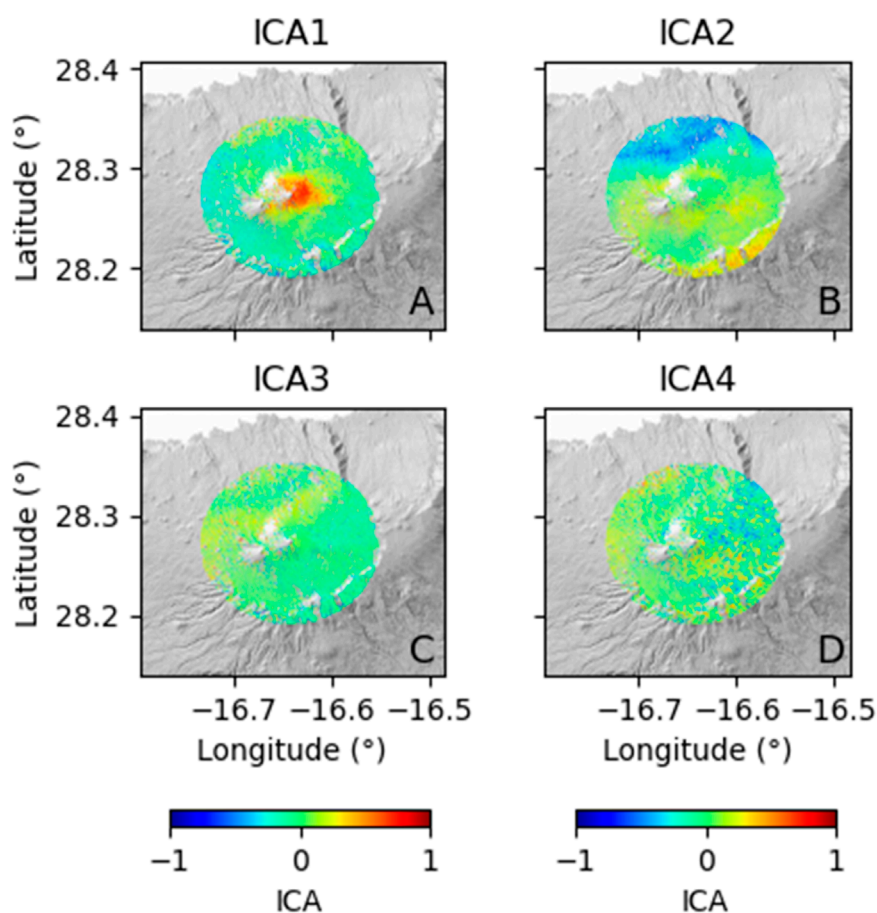 ICA1 ICA2
28.4
28.3
28.2
Latitude (°)
A B
ICA3 ICA4
28.4
28.3
28.2
Latitude (°)
C D
−16.7 −16.6 −16.5 −16.7 −16.6 −16.5
Longitude (°) Longitude (°)
−1 0 1 −1 0 1
ICA ICA